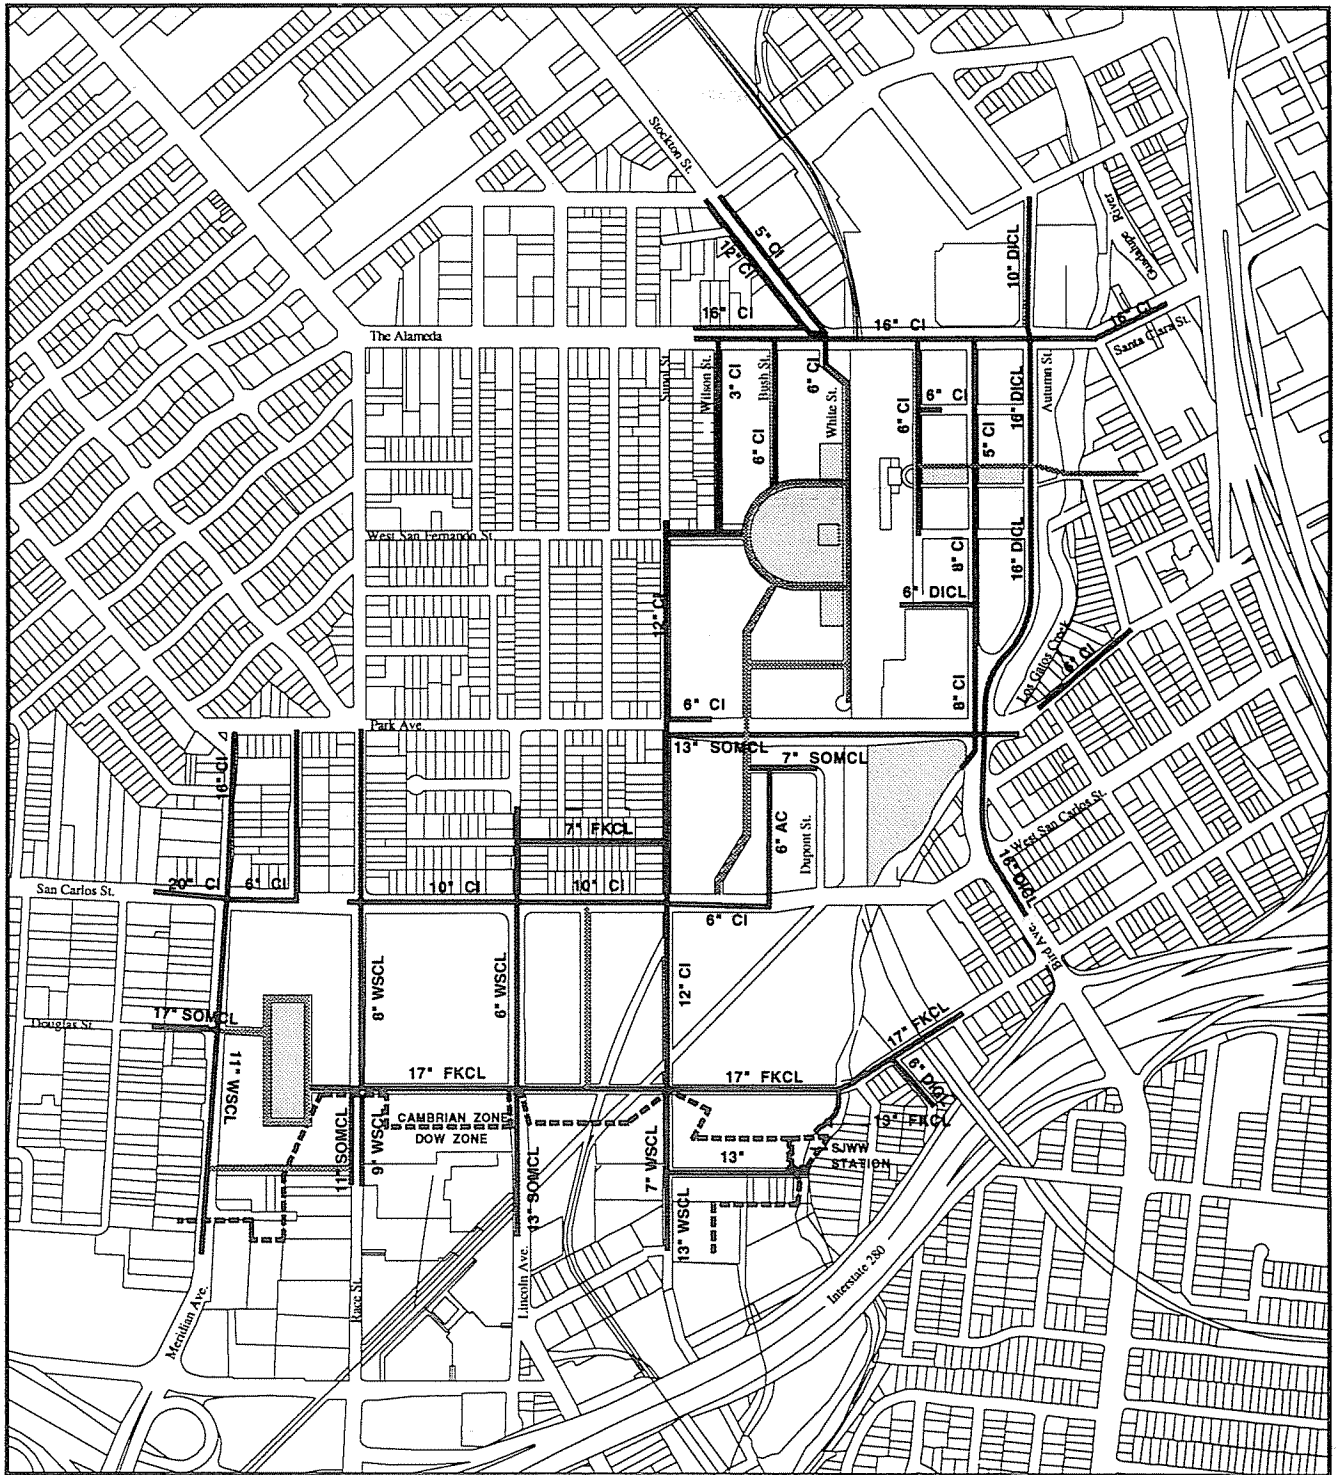 Stockton St.
River
Guadalupe
5" CI
12" CI
10" DICL
16" CI
16" CI
16" CI
Santa Clara St.
The Alameda
Sunol St.
Wilson St.
3" CI
Bush St.
6" CI
6" CI
White St.
6" CI
6" CI
5" CI
16" DICL
Autumn St.
West San Fernando St.
8" CI
16" DICL
6" DICL
12" CI
Los Gatos Creek
6" CI
8" CI
6" CI
Park Ave.
13" SOMCL
7" SOMCL
16" CI
7" FKCL
6" AC
Dupont St.
West San Carlos St.
San Carlos St.
20" CI
6" CI
10" CI
10" CI
6" CI
Bird Ave.
8" WSCL
6" WSCL
12" CI
17" SOMCL
Douglas St.
11" WSCL
17" FKCL
17" FKCL
17" FKCL
6" DICL
19" FKCL
CAMBRIAN ZONE
DOW ZONE
11" SOMCL
9" WSCL
13" SOMCL
7" WSCL
13"
SJWW
STATION
13" WSCL
Interstate 280
Meridian Ave.
Race St.
Lincoln Ave.